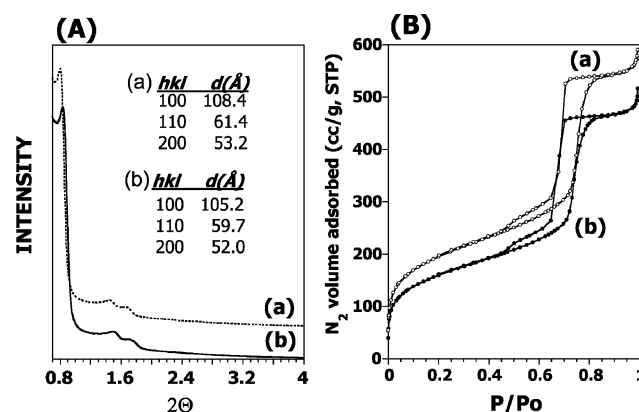 (A)
(a) hkl d(Å)
100 108.4
110 61.4
200 53.2
(b) hkl d(Å)
100 105.2
110 59.7
200 52.0
(a)
(b)
INTENSITY
0.8 1.6 2.4 3.2 4
2Θ
(B)
600
500
400
300
200
100
0
(a)
(b)
N2 volume adsorbed (cc/g, STP)
0 0.2 0.4 0.6 0.8 1
P/Po